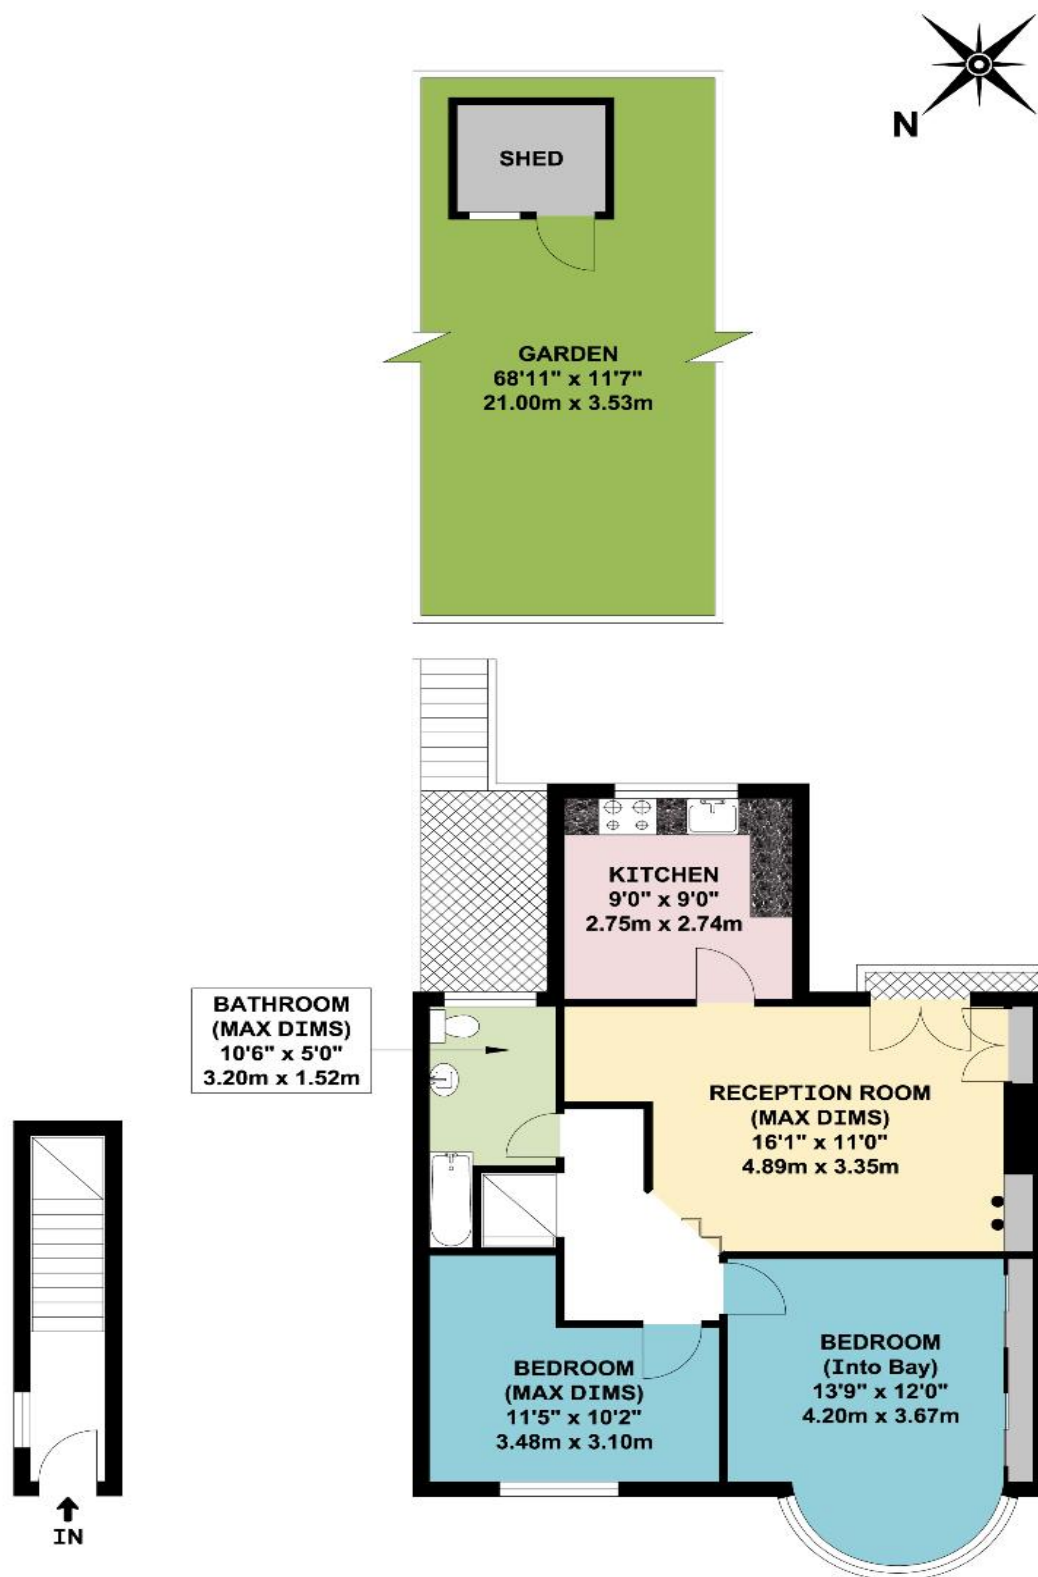 N
SHED
GARDEN
68'11" x 11'7"
21.00m x 3.53m
KITCHEN
9'0" x 9'0"
2.75m x 2.74m
BATHROOM
(MAX DIMS)
10'6" x 5'0"
3.20m x 1.52m
RECEPTION ROOM
(MAX DIMS)
16'1" x 11'0"
4.89m x 3.35m
BEDROOM
(MAX DIMS)
11'5" x 10'2"
3.48m x 3.10m
BEDROOM
(Into Bay)
13'9" x 12'0"
4.20m x 3.67m
IN